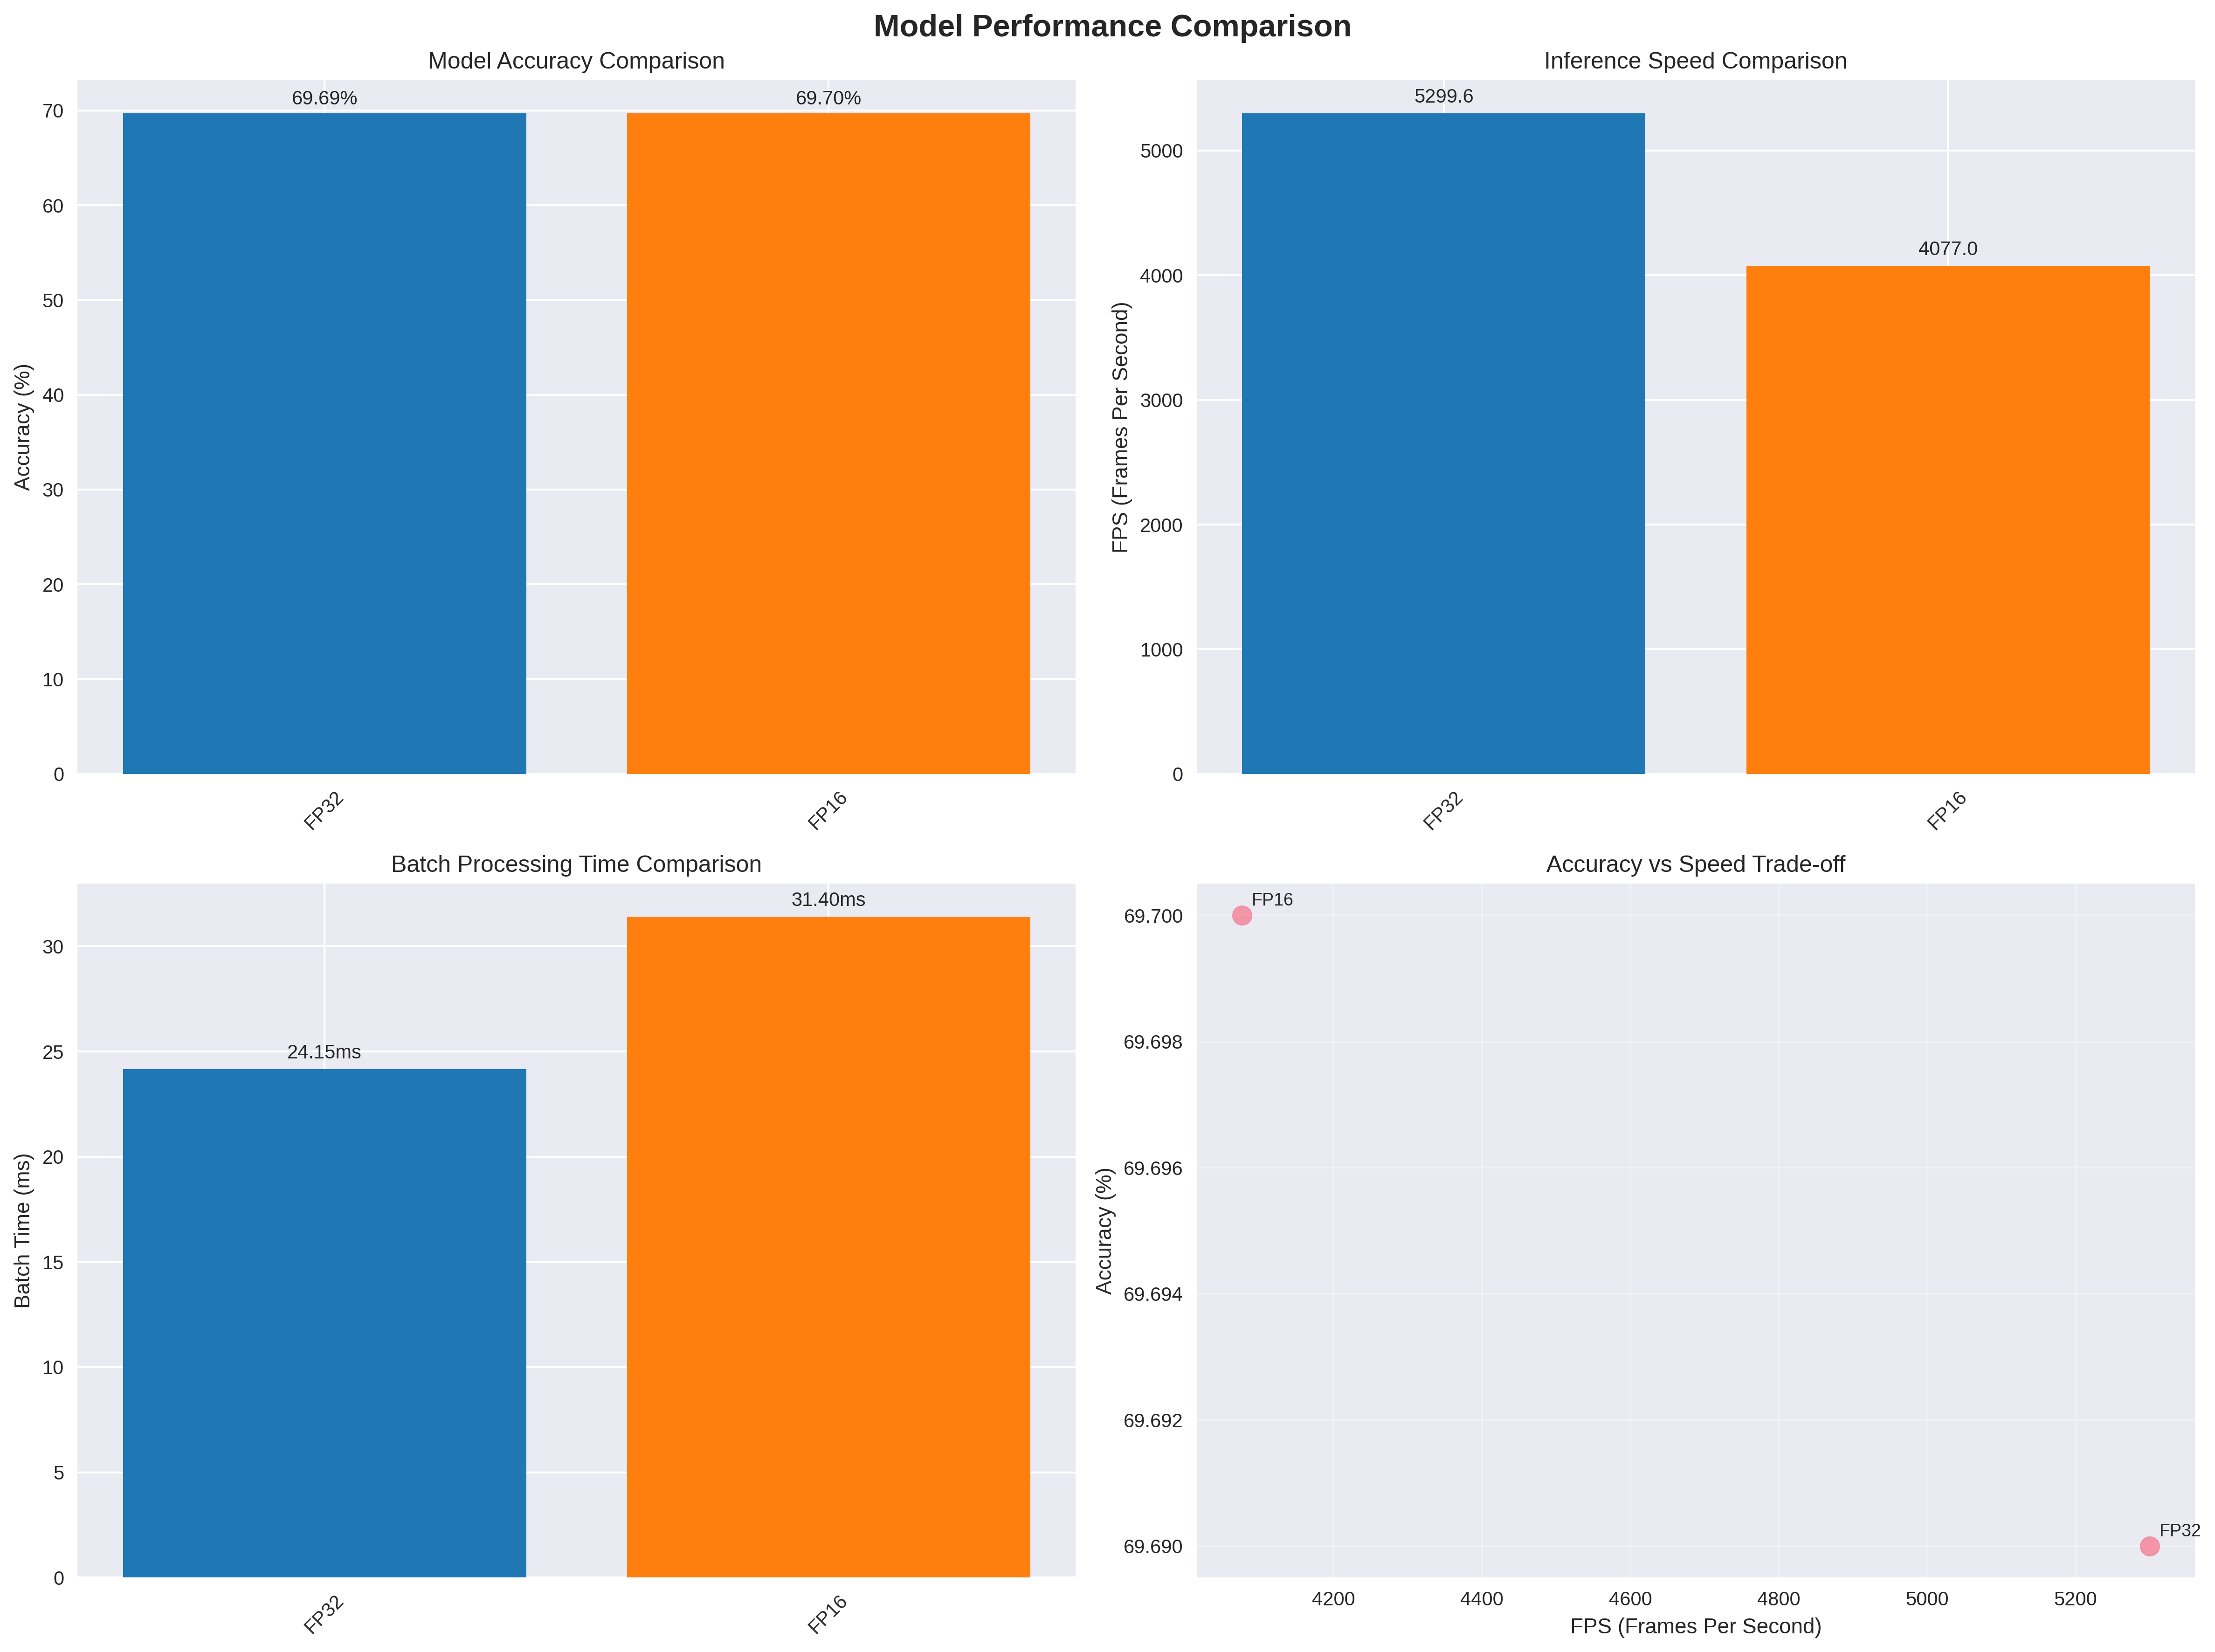 Model Performance Comparison
Model Accuracy Comparison
69.69%
69.70%
70
60
50
40
30
20
10
0
Accuracy (%)
FP32
FP16
Inference Speed Comparison
5299.6
4077.0
5000
4000
3000
2000
1000
0
FPS (Frames Per Second)
FP32
FP16
Batch Processing Time Comparison
24.15ms
31.40ms
30
25
20
15
10
5
0
Batch Time (ms)
FP32
FP16
Accuracy vs Speed Trade-off
FP16
FP32
69.700
69.698
69.696
69.694
69.692
69.690
Accuracy (%)
4200
4400
4600
4800
5000
5200
FPS (Frames Per Second)